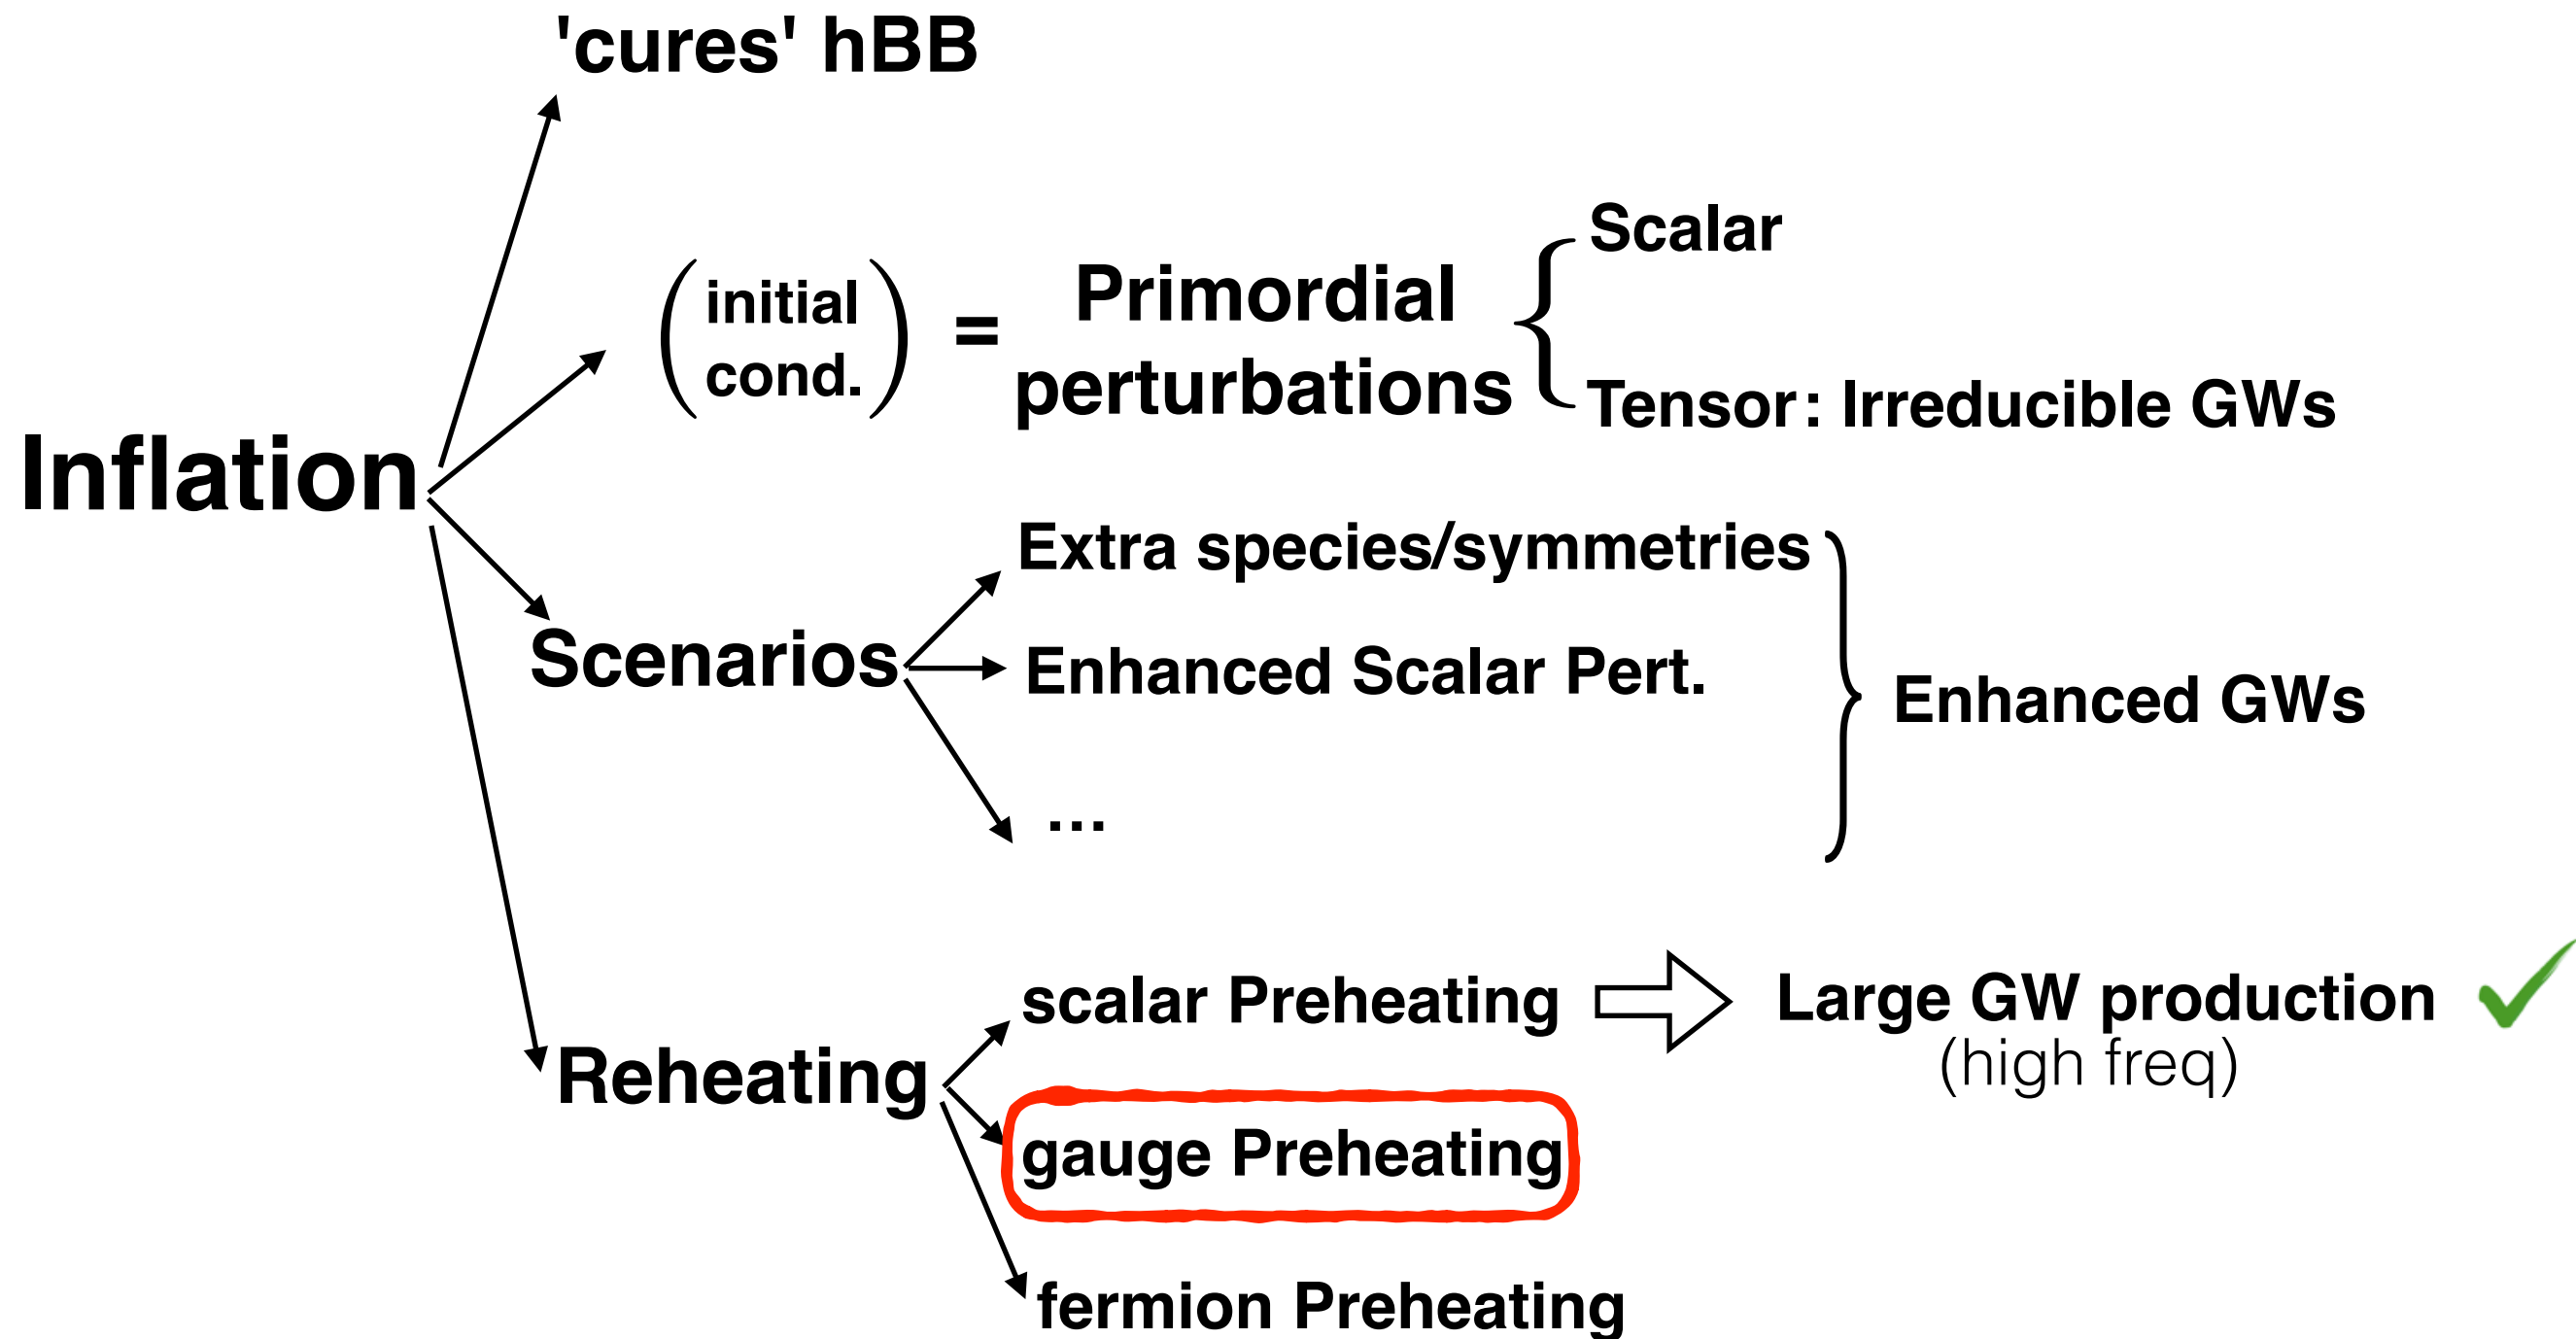 'cures' hBB
initial
cond.
=
Primordial
perturbations
Scalar
Tensor: Irreducible GWs
Inflation
Scenarios
Extra species/symmetries
Enhanced Scalar Pert.
...
Enhanced GWs
Reheating
scalar Preheating
Large GW production
(high freq)
gauge Preheating
fermion Preheating